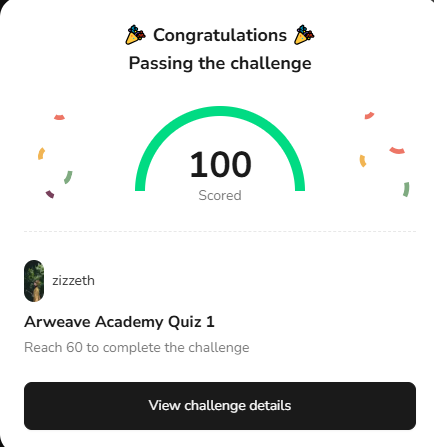 🎉 Congratulations 🎉
Passing the challenge
100
Scored
zizzeth
Arweave Academy Quiz 1
Reach 60 to complete the challenge
View challenge details